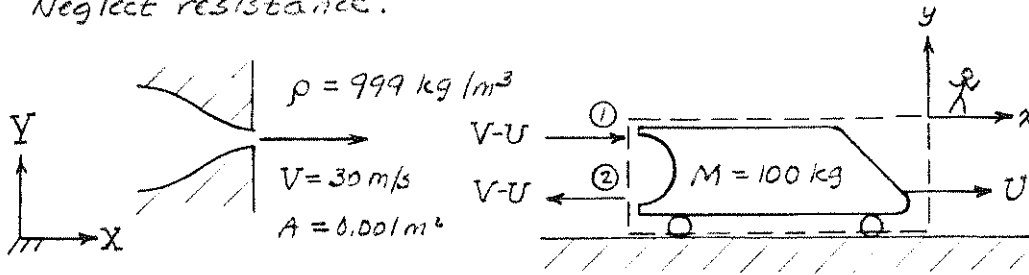 Neglect resistance.
y
ρ = 999 kg/m³
①
x
Y
V-U
V = 30 m/s
②
M = 100 kg
V-U
U
A = 0.001 m²
X